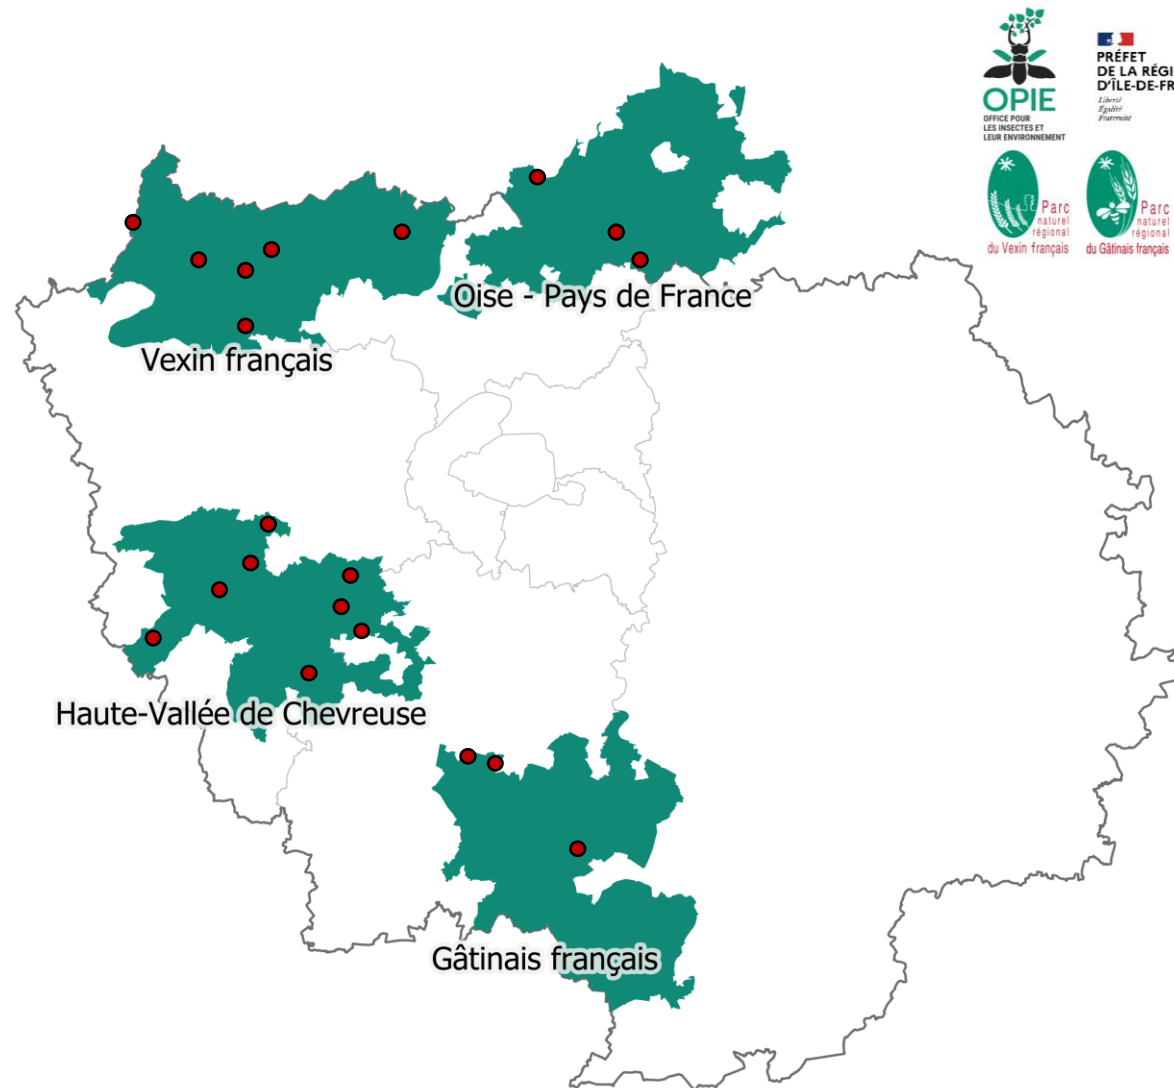 OPIE
OFFICE POUR
LES INSECTES ET
LEUR ENVIRONNEMENT
PRÉFET
DE LA RÉGI
D'ÎLE-DE-FR
Liberté
Égalité
Fraternité
Parc
naturel
régional
du Vexin français
Parc
naturel
régional
du Gâtinais français
Oise - Pays de France
Vexin français
Haute-Vallée de Chevreuse
Gâtinais français